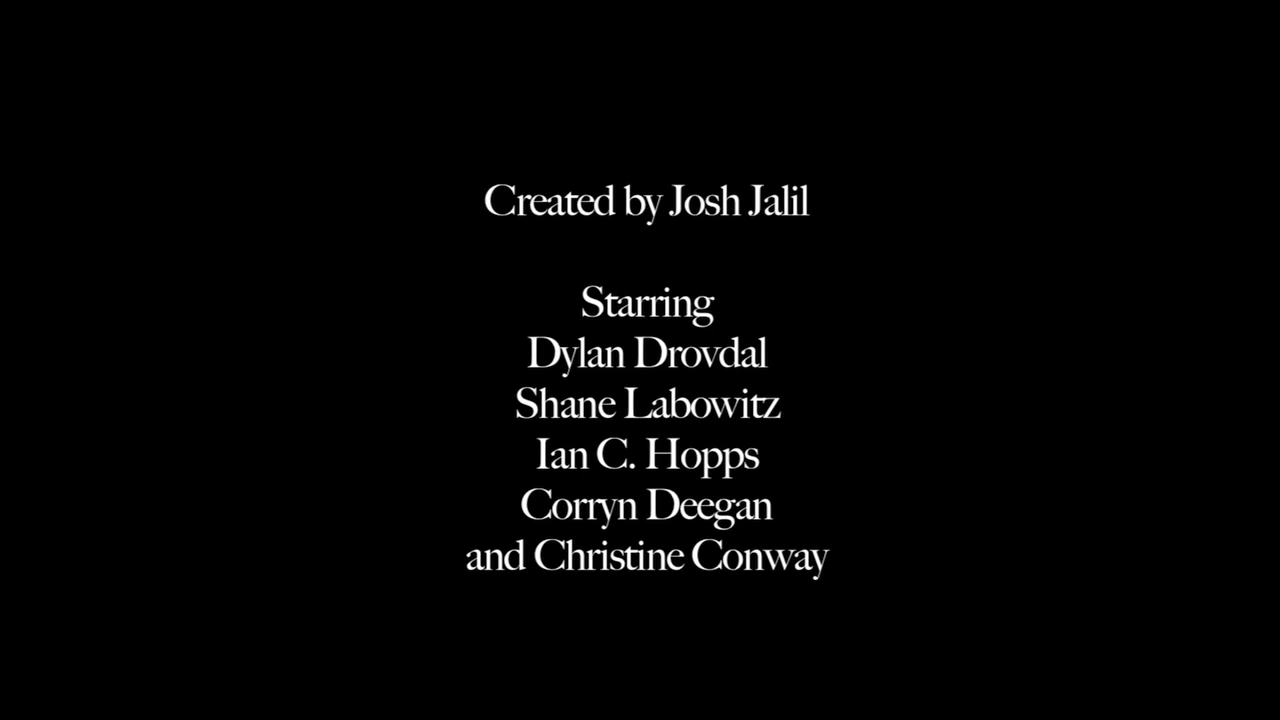 Created by Josh Jalil
Starring
Dylan Drovdal
Shane Labowitz
Ian C. Hopps
Corryn Deegan
and Christine Conway